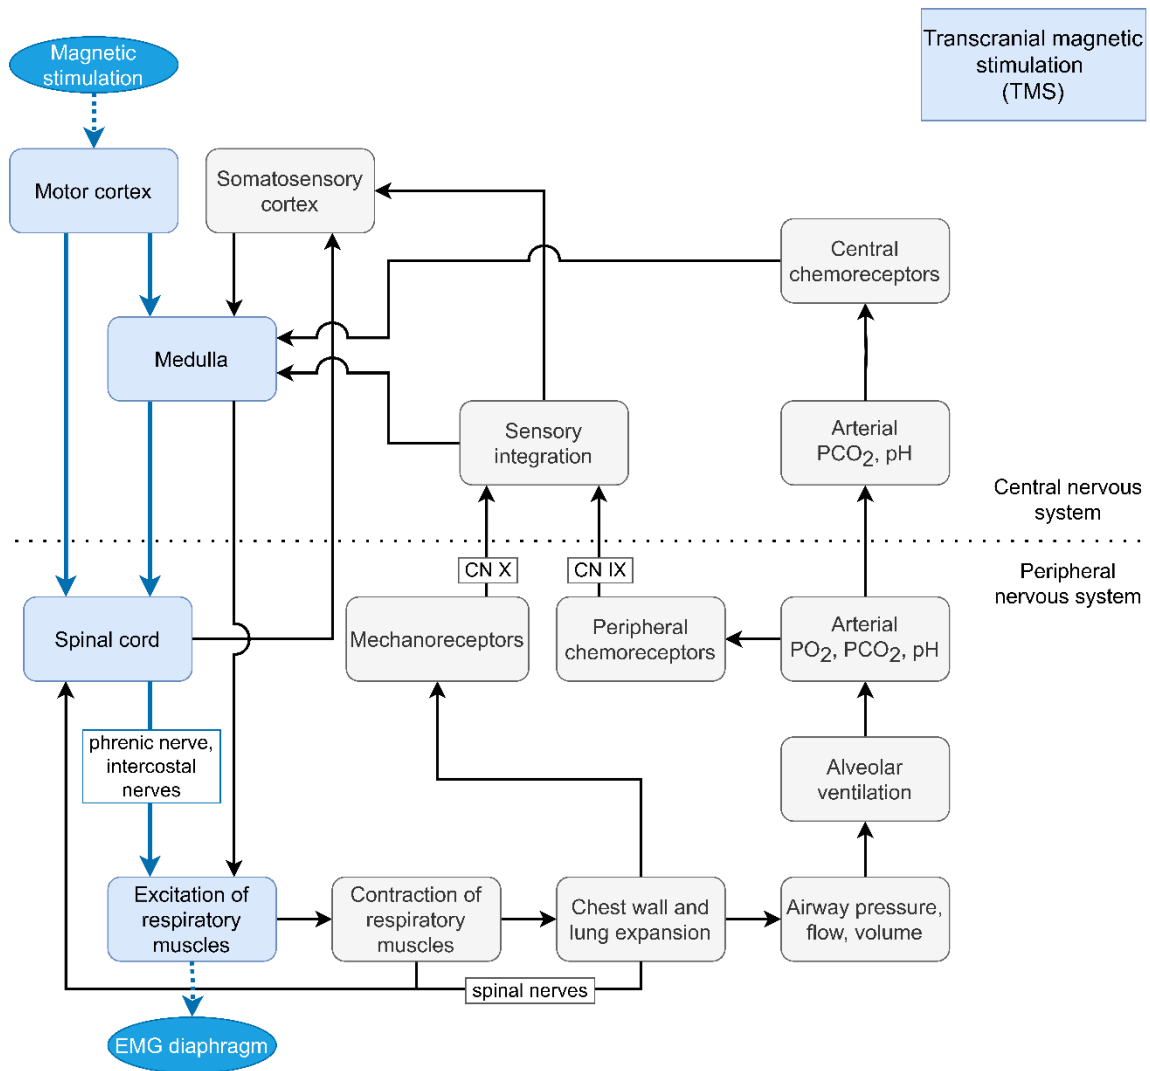 Magnetic
stimulation
Transcranial magnetic
stimulation
(TMS)
Motor cortex
Somatosensory
cortex
Central
chemoreceptors
Medulla
Sensory
integration
Arterial
PCO₂, pH
Central nervous
system
CN X
CN IX
Peripheral nervous
system
Spinal cord
Mechanoreceptors
Peripheral
chemoreceptors
Arterial
PO₂, PCO₂, pH
phrenic nerve,
intercostal
nerves
Alveolar
ventilation
Excitation of
respiratory
muscles
Contraction of
respiratory
muscles
Chest wall and
lung expansion
Airway pressure,
flow, volume
spinal nerves
EMG diaphragm